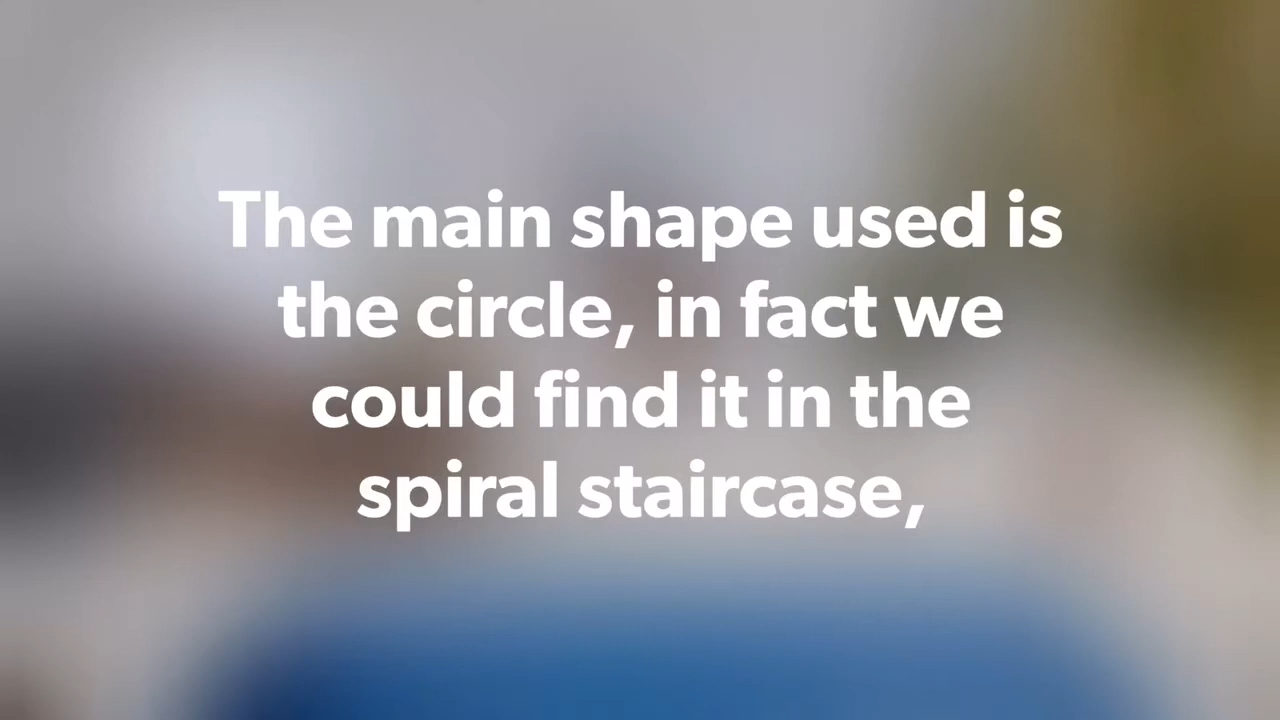 The main shape used is
the circle, in fact we
could find it in the
spiral staircase,